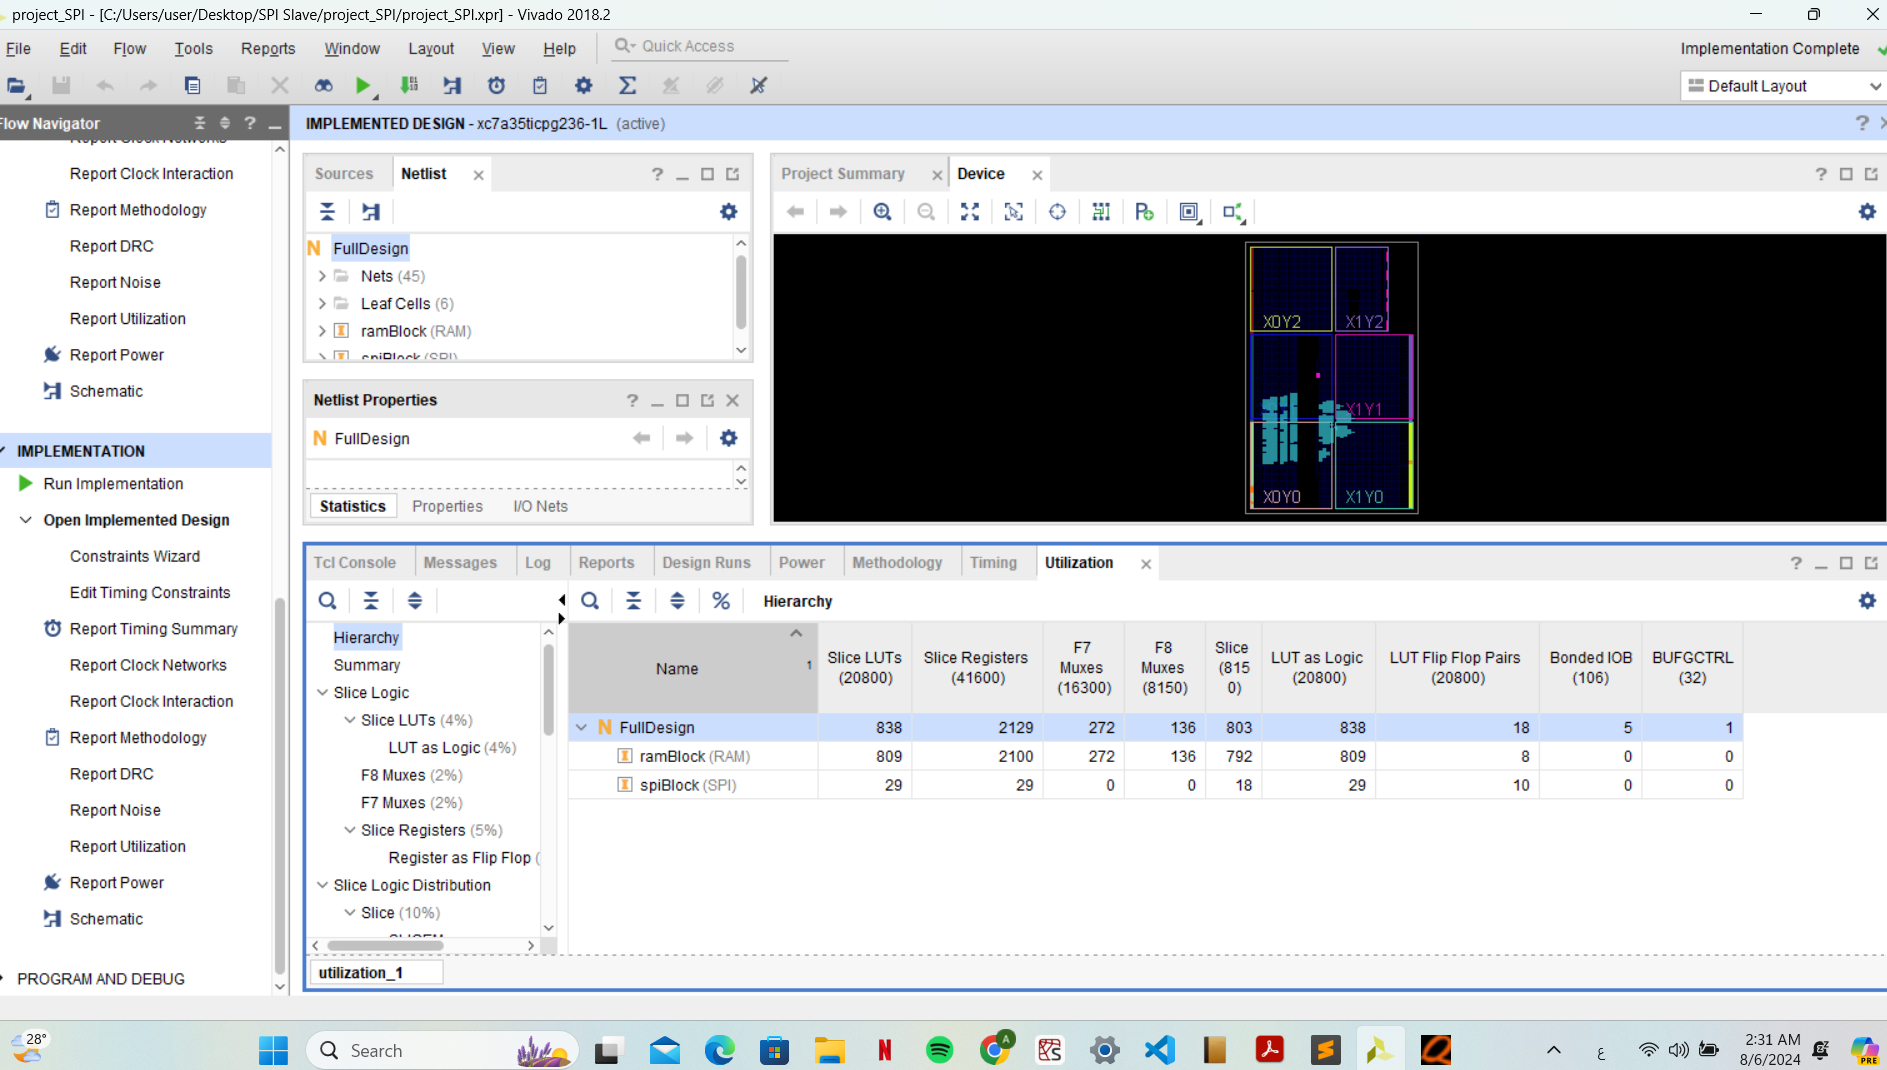 project_SPI - [C:/Users/user/Desktop/SPI Slave/project_SPI/project_SPI.xpr] - Vivado 2018.2
File Edit Flow Tools Reports Window Layout View Help Quick Access
Implementation Complete
Default Layout
Flow Navigator
Report Clock Networks
Report Clock Interaction
Report Methodology
Report DRC
Report Noise
Report Utilization
Report Power
Schematic
IMPLEMENTATION
Run Implementation
Open Implemented Design
Constraints Wizard
Edit Timing Constraints
Report Timing Summary
Report Clock Networks
Report Clock Interaction
Report Methodology
Report DRC
Report Noise
Report Utilization
Report Power
Schematic
PROGRAM AND DEBUG
IMPLEMENTED DESIGN - xc7a35ticpg236-1L (active)
Sources Netlist
FullDesign
Nets (45)
Leaf Cells (6)
ramBlock (RAM)
spiBlock (SPI)
Netlist Properties
FullDesign
Statistics Properties I/O Nets
Project Summary Device
X0Y2 X1Y2
X1Y1
X0Y0 X1Y0
Tcl Console Messages Log Reports Design Runs Power Methodology Timing Utilization
Hierarchy
Summary
Slice Logic
Slice LUTs (4%)
LUT as Logic (4%)
F8 Muxes (2%)
F7 Muxes (2%)
Slice Registers (5%)
Register as Flip Flop (
Slice Logic Distribution
Slice (10%)
utilization_1
% Hierarchy
Name 1 Slice LUTs (20800) Slice Registers (41600) F7 Muxes (16300) F8 Muxes (8150) Slice (8150) LUT as Logic (20800) LUT Flip Flop Pairs (20800) Bonded IOB (106) BUFGCTRL (32)
FullDesign 838 2129 272 136 803 838 18 5 1
ramBlock (RAM) 809 2100 272 136 792 809 8 0 0
spiBlock (SPI) 29 29 0 0 18 29 10 0 0
28°
Search
ع
2:31 AM
8/6/2024
PRE